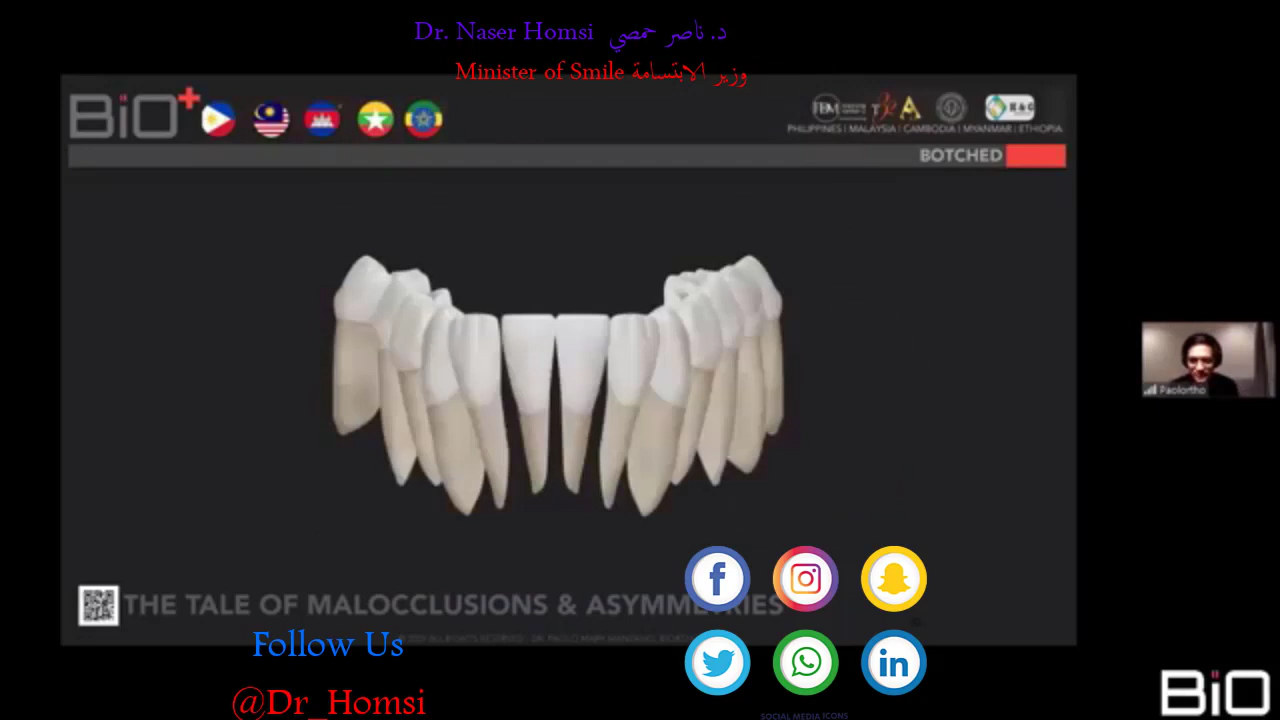 Dr. Naser Homsi د. ناصر حمصي
Minister of Smile وزير الابتسامة
BiO+
PHILIPPINES | MALAYSIA | CAMBODIA | MYANMAR | ETHIOPIA
BOTCHED
Paolortho
THE TALE OF MALOCCLUSIONS & ASYMMETRIES
Follow Us
@Dr_Homsi
SOCIAL MEDIA ICONS
BiO